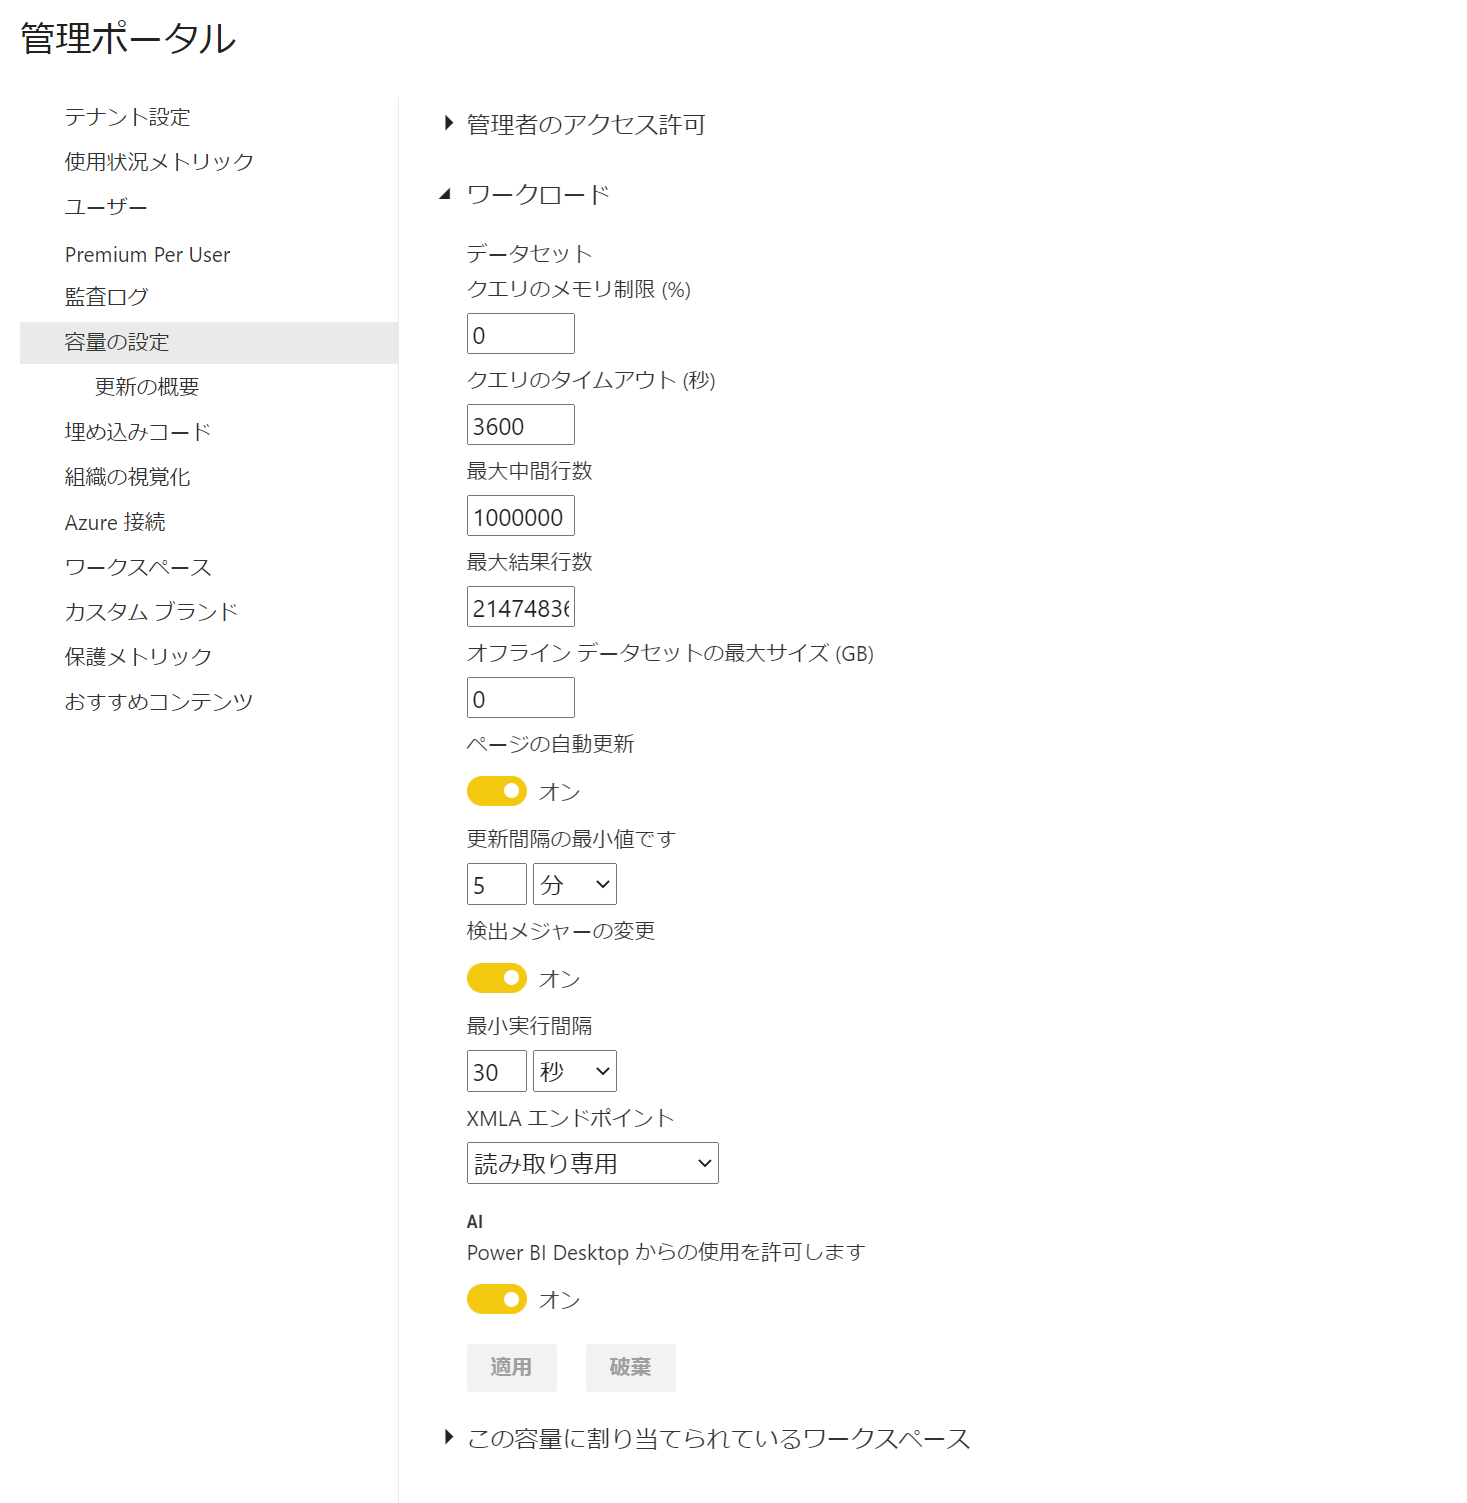 管理ポータル
テナント設定
使用状況メトリック
ユーザー
Premium Per User
監査ログ
容量の設定
更新の概要
埋め込みコード
組織の視覚化
Azure 接続
ワークスペース
カスタム ブランド
保護メトリック
おすすめコンテンツ
管理者のアクセス許可
ワークロード
データセット
クエリのメモリ制限 (%)
0
クエリのタイムアウト (秒)
3600
最大中間行数
1000000
最大結果行数
21474836
オフライン データセットの最大サイズ (GB)
0
ページの自動更新
オン
更新間隔の最小値です
5 分
検出メジャーの変更
オン
最小実行間隔
30 秒
XMLA エンドポイント
読み取り専用
AI
Power BI Desktop からの使用を許可します
オン
適用 破棄
この容量に割り当てられているワークスペース